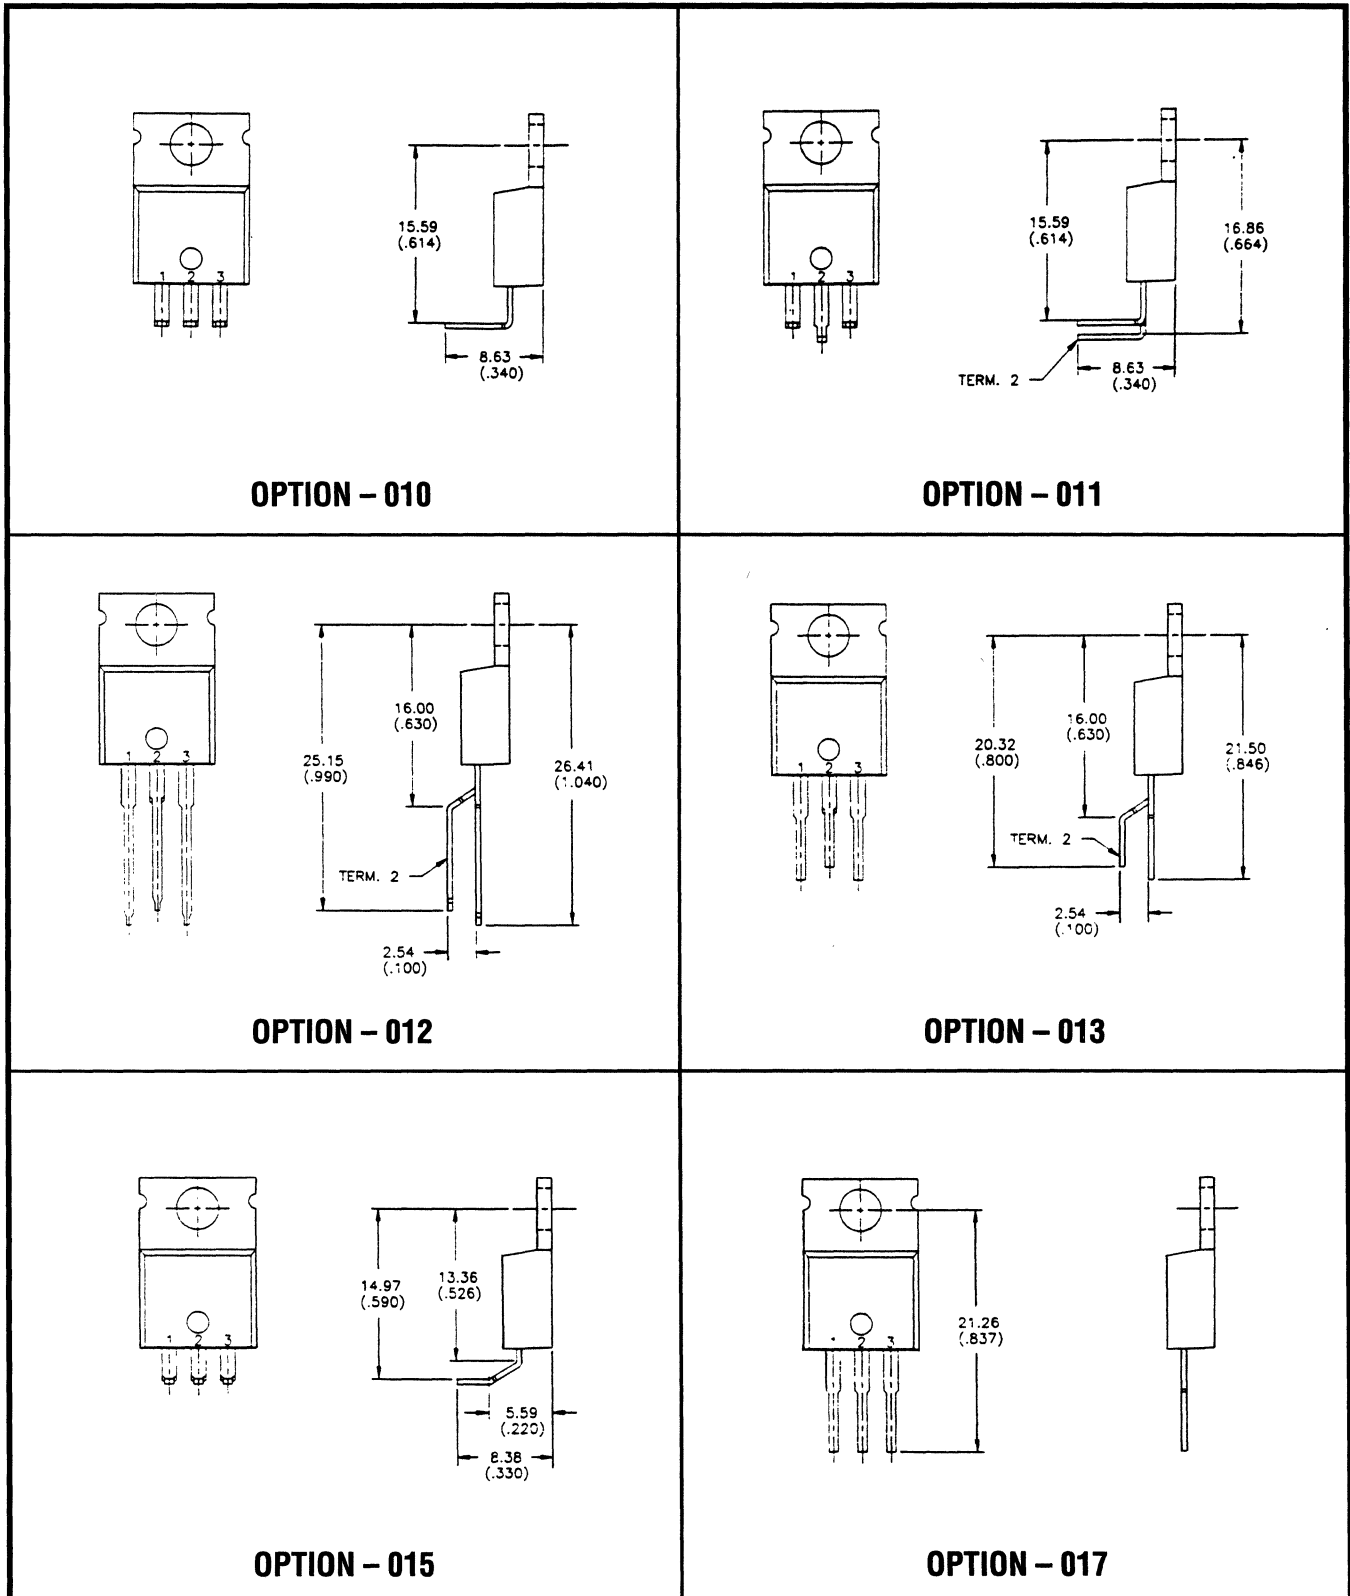 1 2 3
15.59
(.614)
8.63
(.340)
OPTION – 010
1 2 3
15.59
(.614)
16.86
(.664)
TERM. 2
8.63
(.340)
OPTION – 011
1 2 3
25.15
(.990)
16.00
(.630)
26.41
(1.040)
TERM. 2
2.54
(.100)
OPTION – 012
1 2 3
20.32
(.800)
16.00
(.630)
21.50
(.846)
TERM. 2
2.54
(.100)
OPTION – 013
1 2 3
14.97
(.590)
13.36
(.526)
5.59
(.220)
8.38
(.330)
OPTION – 015
1 2 3
21.26
(.837)
OPTION – 017